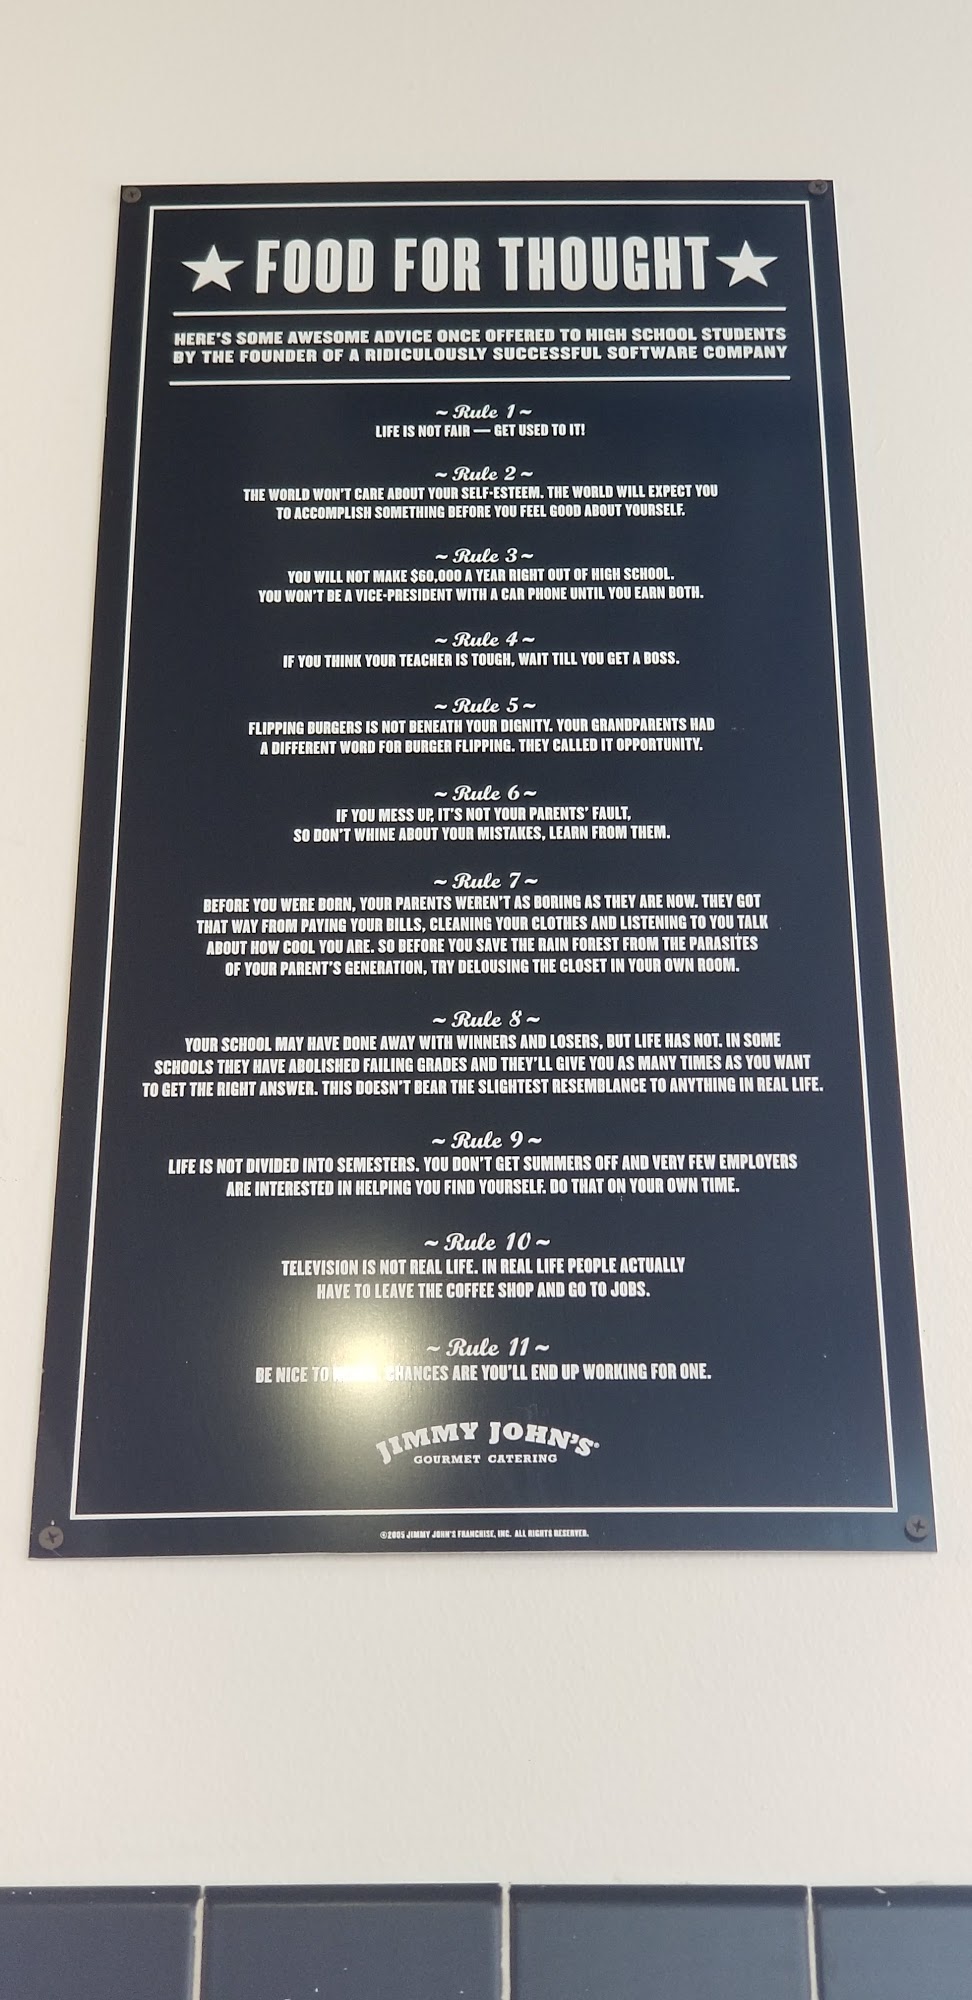 FOOD FOR THOUGHT
HERE'S SOME AWESOME ADVICE ONCE OFFERED TO HIGH SCHOOL STUDENTS
BY THE FOUNDER OF A RIDICULOUSLY SUCCESSFUL SOFTWARE COMPANY
~ Rule 1 ~
LIFE IS NOT FAIR — GET USED TO IT!
~ Rule 2 ~
THE WORLD WON'T CARE ABOUT YOUR SELF-ESTEEM. THE WORLD WILL EXPECT YOU
TO ACCOMPLISH SOMETHING BEFORE YOU FEEL GOOD ABOUT YOURSELF.
~ Rule 3 ~
YOU WILL NOT MAKE $60,000 A YEAR RIGHT OUT OF HIGH SCHOOL.
YOU WON'T BE A VICE-PRESIDENT WITH A CAR PHONE UNTIL YOU EARN BOTH.
~ Rule 4 ~
IF YOU THINK YOUR TEACHER IS TOUGH, WAIT TILL YOU GET A BOSS.
~ Rule 5 ~
FLIPPING BURGERS IS NOT BENEATH YOUR DIGNITY. YOUR GRANDPARENTS HAD
A DIFFERENT WORD FOR BURGER FLIPPING. THEY CALLED IT OPPORTUNITY.
~ Rule 6 ~
IF YOU MESS UP, IT'S NOT YOUR PARENTS' FAULT,
SO DON'T WHINE ABOUT YOUR MISTAKES, LEARN FROM THEM.
~ Rule 7 ~
BEFORE YOU WERE BORN, YOUR PARENTS WEREN'T AS BORING AS THEY ARE NOW. THEY GOT
THAT WAY FROM PAYING YOUR BILLS, CLEANING YOUR CLOTHES AND LISTENING TO YOU TALK
ABOUT HOW COOL YOU ARE. SO BEFORE YOU SAVE THE RAIN FOREST FROM THE PARASITES
OF YOUR PARENT'S GENERATION, TRY DELOUSING THE CLOSET IN YOUR OWN ROOM.
~ Rule 8 ~
YOUR SCHOOL MAY HAVE DONE AWAY WITH WINNERS AND LOSERS, BUT LIFE HAS NOT. IN SOME
SCHOOLS THEY HAVE ABOLISHED FAILING GRADES AND THEY'LL GIVE YOU AS MANY TIMES AS YOU WANT
TO GET THE RIGHT ANSWER. THIS DOESN'T BEAR THE SLIGHTEST RESEMBLANCE TO ANYTHING IN REAL LIFE.
~ Rule 9 ~
LIFE IS NOT DIVIDED INTO SEMESTERS. YOU DON'T GET SUMMERS OFF AND VERY FEW EMPLOYERS
ARE INTERESTED IN HELPING YOU FIND YOURSELF. DO THAT ON YOUR OWN TIME.
~ Rule 10 ~
TELEVISION IS NOT REAL LIFE. IN REAL LIFE PEOPLE ACTUALLY
HAVE TO LEAVE THE COFFEE SHOP AND GO TO JOBS.
~ Rule 11 ~
BE NICE TO CHANCES ARE YOU'LL END UP WORKING FOR ONE.
JIMMY JOHN'S®
GOURMET CATERING
©2005 JIMMY JOHN'S FRANCHISE, INC. ALL RIGHTS RESERVED.